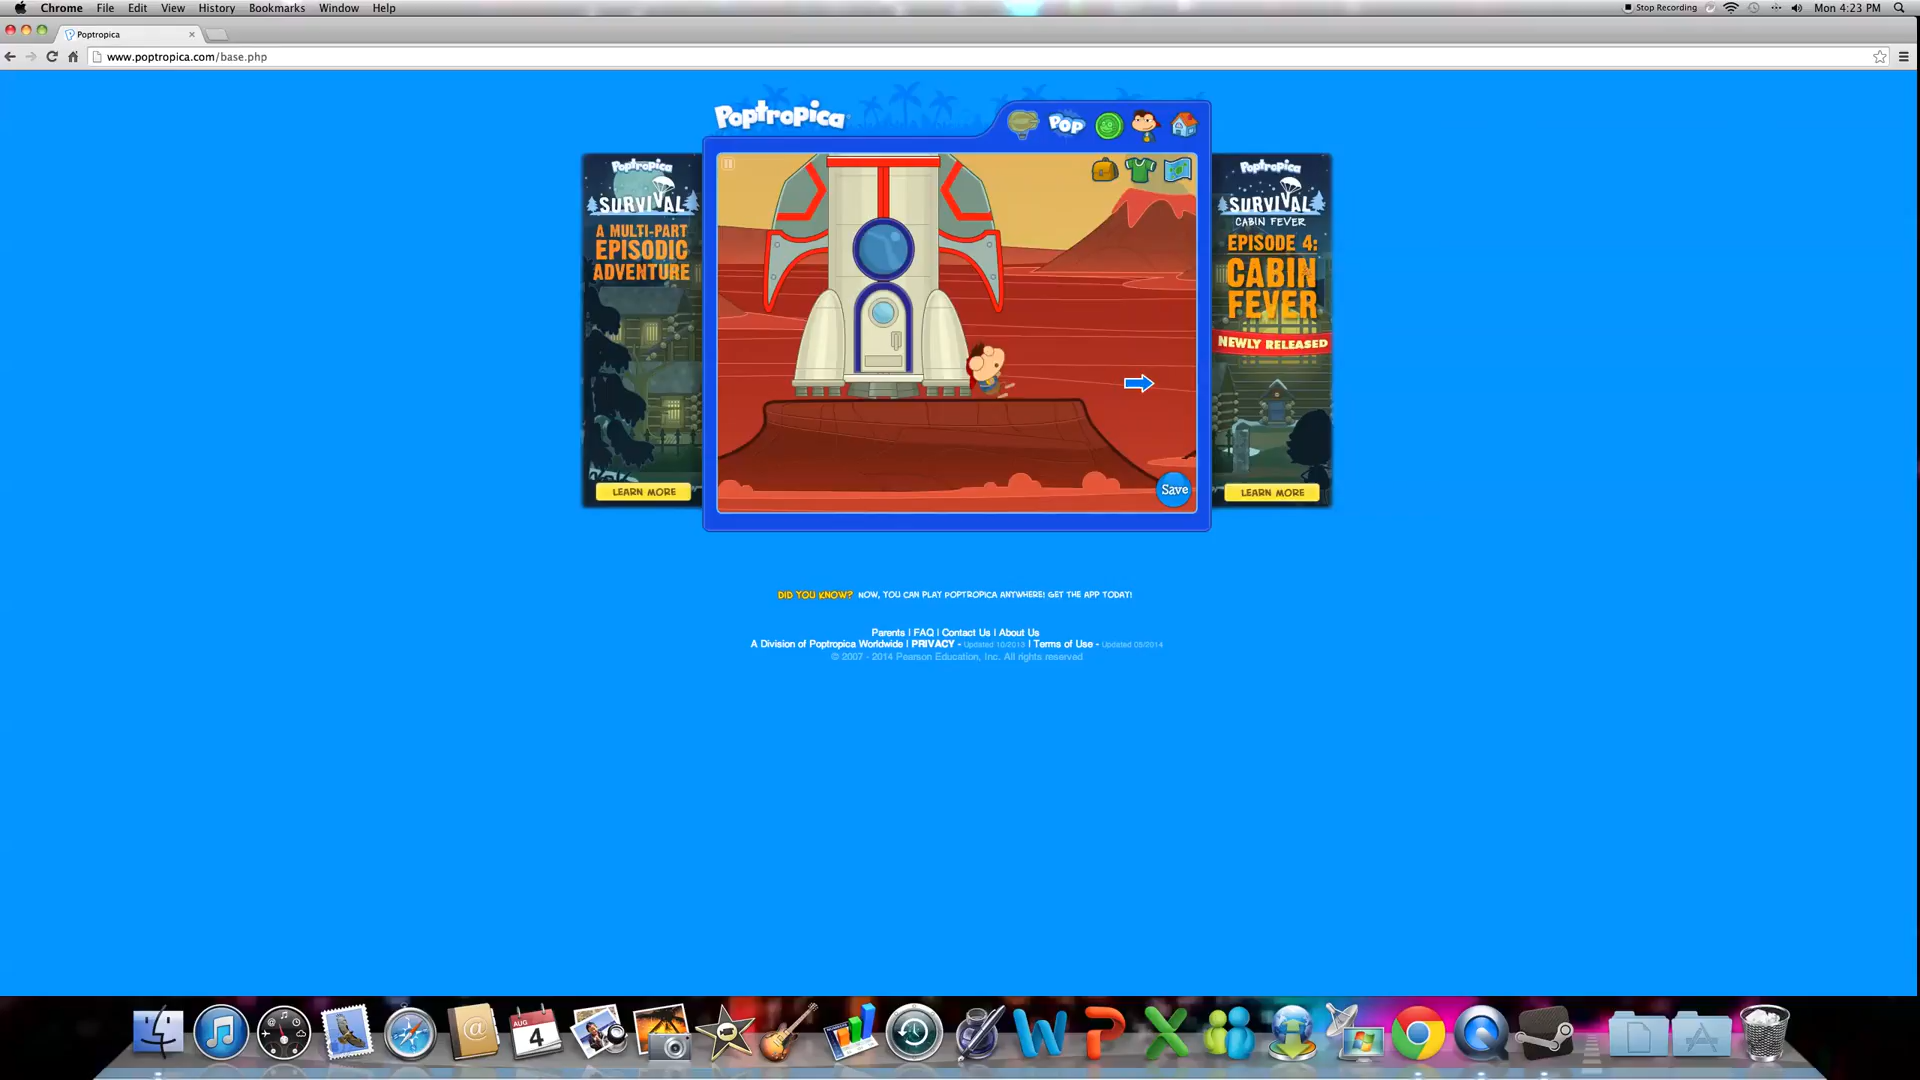 Chrome File Edit View History Bookmarks Window Help Stop Recording Mon 4:23 PM
Poptropica
www.poptropica.com/base.php
Poptropica
POP
Poptropica
SURVIVAL
A MULTI-PART
EPISODIC
ADVENTURE
LEARN MORE
Poptropica
SURVIVAL
CABIN FEVER
EPISODE 4:
CABIN
FEVER
NEWLY RELEASED
LEARN MORE
Save
DID YOU KNOW? NOW, YOU CAN PLAY POPTROPICA ANYWHERE! GET THE APP TODAY!
Parents | FAQ | Contact Us | About Us
A Division of Poptropica Worldwide | PRIVACY - Updated 10/2013 | Terms of Use - Updated 08/2014
© 2007 - 2014 Pearson Education, Inc. All rights reserved
AUG
4